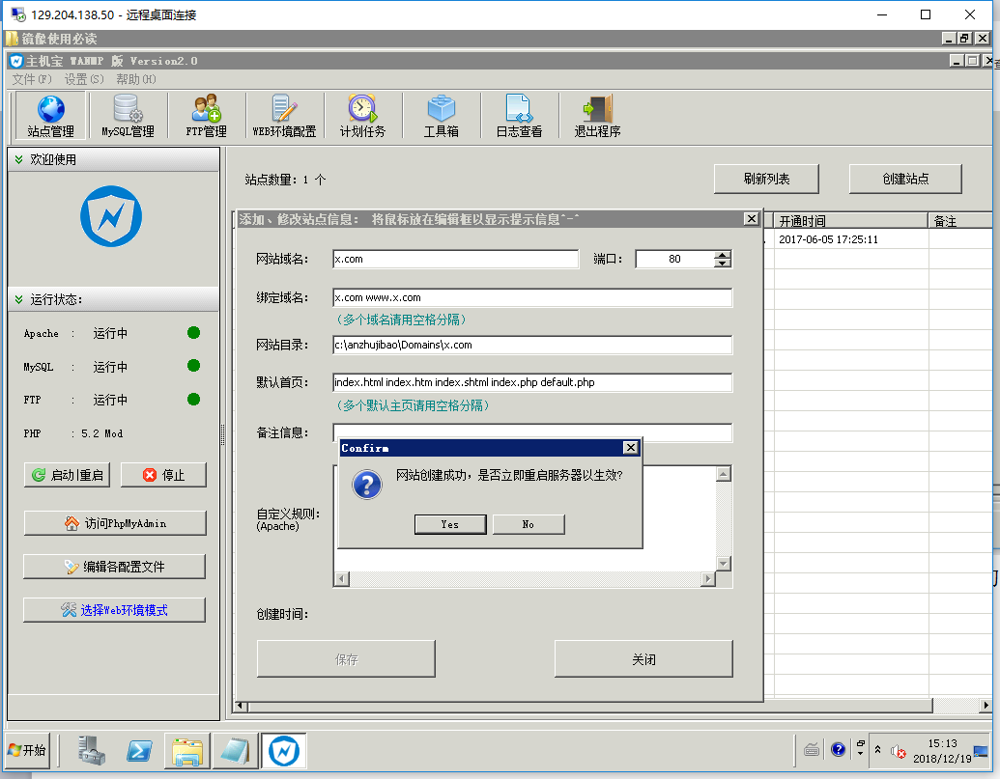 129.204.138.50 - 远程桌面连接
镜像使用必读
主机宝 WAMMP 版 Version2.0
文件(F) 设置(S) 帮助(H)
站点管理 MySQL管理 FTP管理 WEB环境配置 计划任务 工具箱 日志查看 退出程序
欢迎使用
站点数量：1 个
刷新列表
创建站点
开通时间 备注
2017-06-05 17:25:11
运行状态：
Apache : 运行中
MySQL : 运行中
FTP : 运行中
PHP : 5.2 Mod
启动|重启
停止
访问PhpMyAdmin
编辑各配置文件
选择Web环境模式
添加、修改站点信息： 将鼠标放在编辑框以显示提示信息^-^
网站域名： x.com 端口： 80
绑定域名： x.com www.x.com
（多个域名请用空格分隔）
网站目录： c:\anzhujibao\Domains\x.com
默认首页： index.html index.htm index.shtml index.php default.php
（多个默认主页请用空格分隔）
备注信息：
Confirm
网站创建成功，是否立即重启服务器以生效?
Yes No
自定义规则：
(Apache)
创建时间：
保存
关闭
开始
15:13
2018/12/19